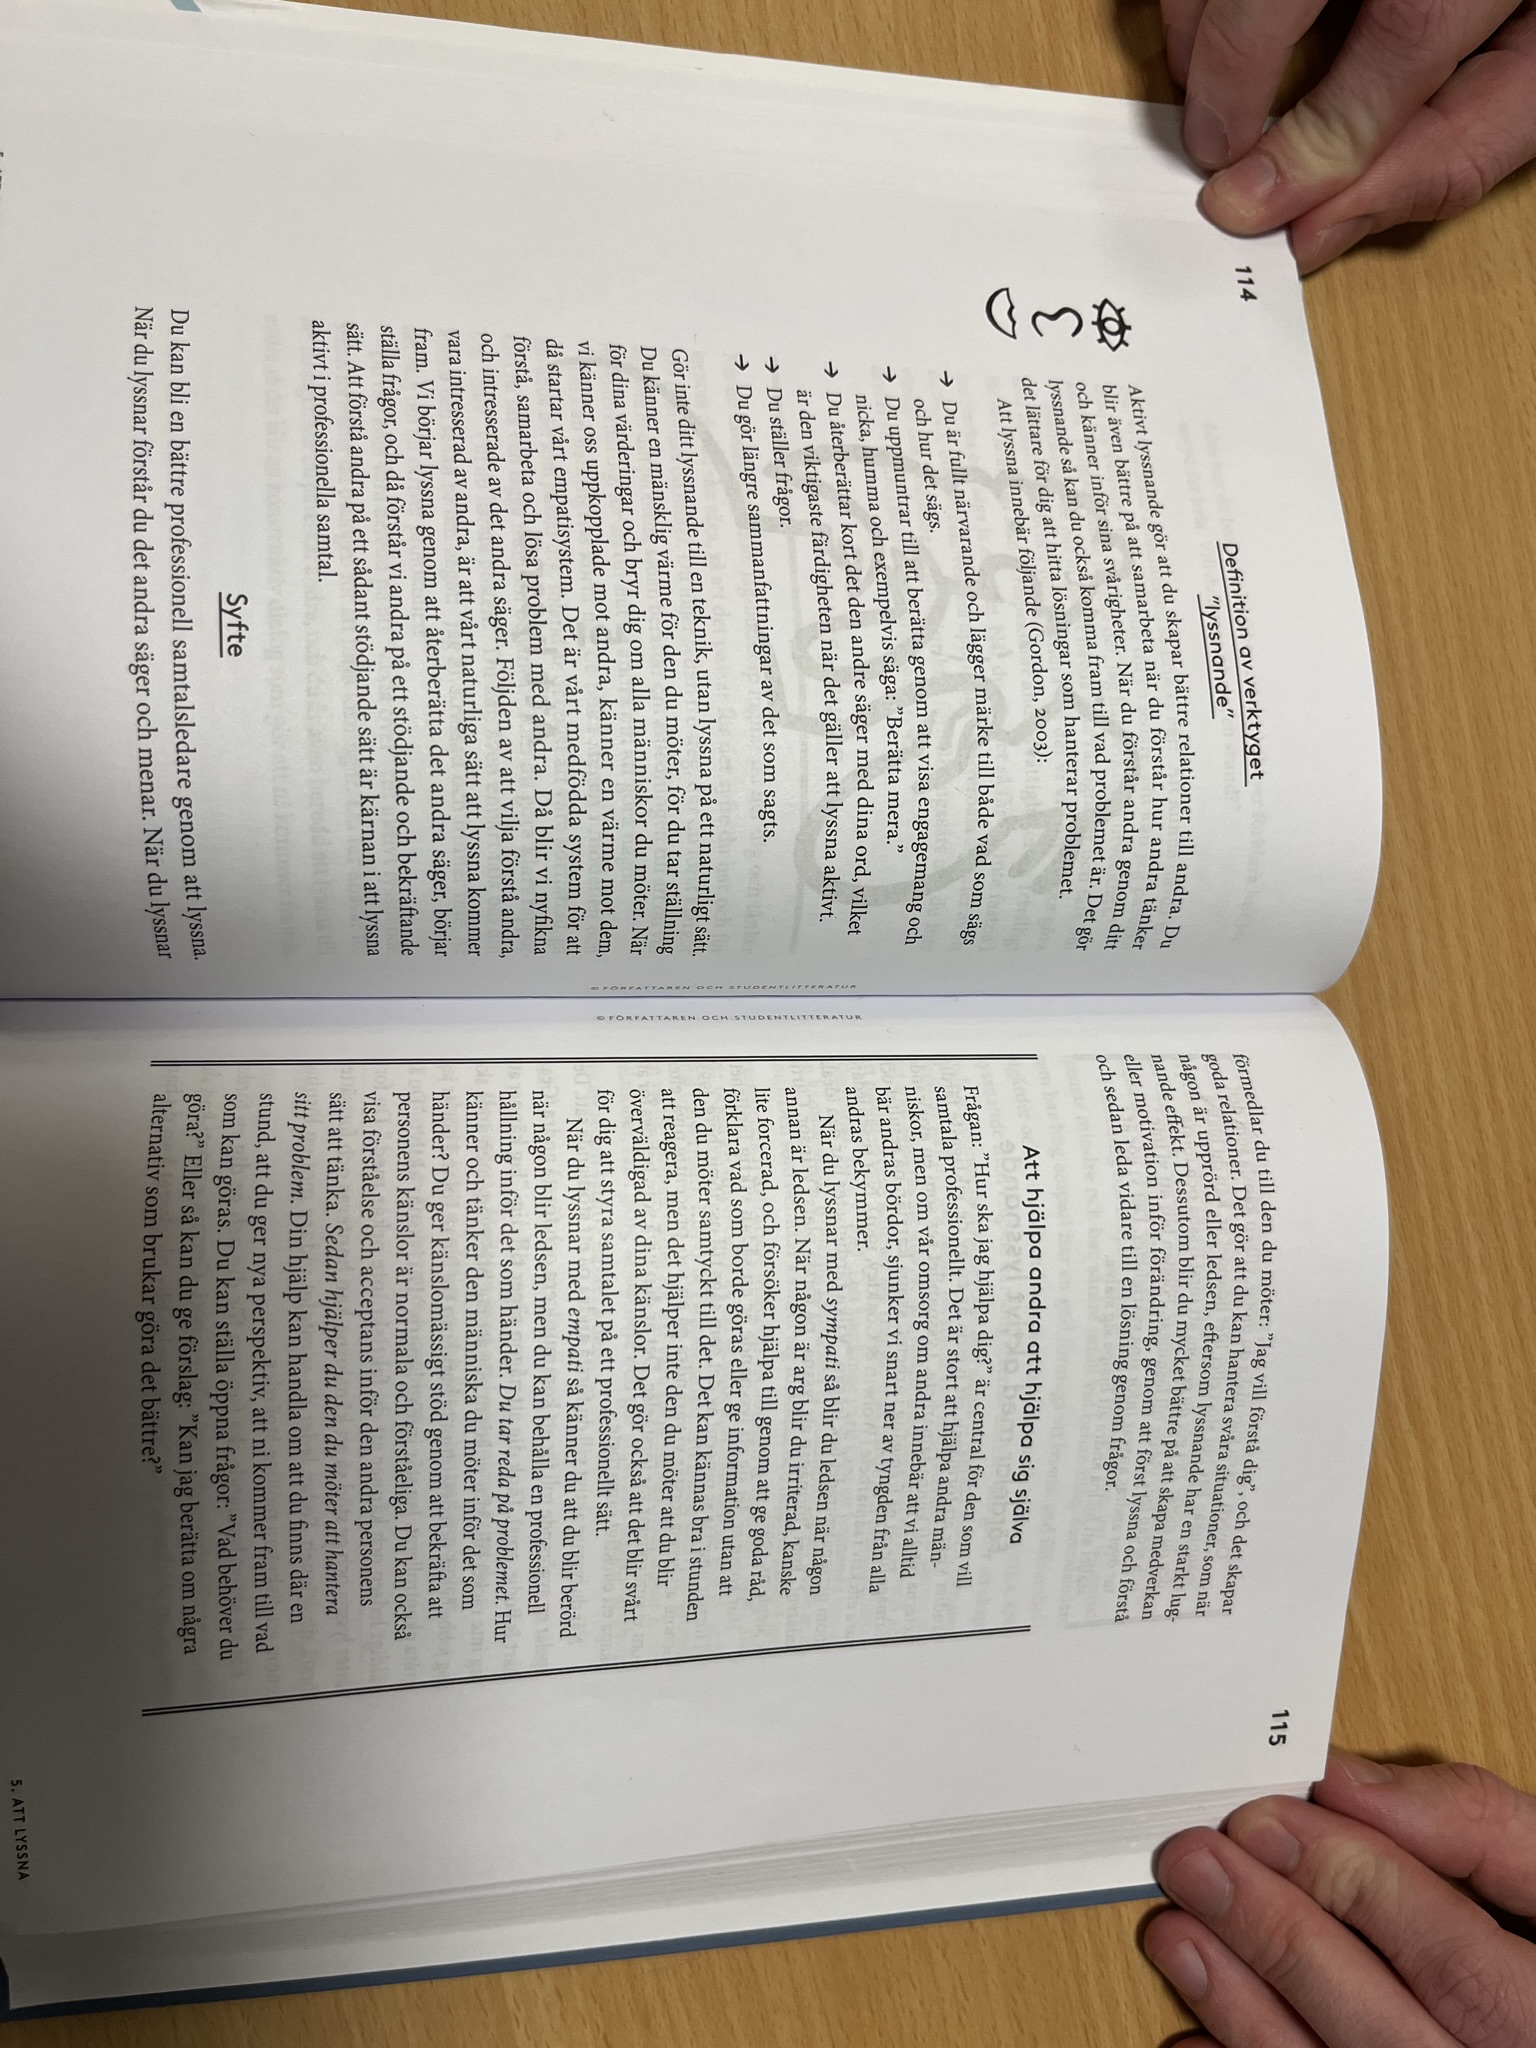 114
Definition av verktyget
”lyssnande”
Aktivt lyssnande gör att du skapar bättre relationer till andra. Du
blir även bättre på att samarbeta när du förstår hur andra tänker
och känner inför sina svårigheter. När du förstår andra genom ditt
lyssnande så kan du också komma fram till vad problemet är. Det gör
det lättare för dig att hitta lösningar som hanterar problemet.
Att lyssna innebär följande (Gordon, 2003):
→ Du är fullt närvarande och lägger märke till både vad som sägs
och hur det sägs.
→ Du uppmuntrar till att berätta genom att visa engagemang och
nicka, humma och exempelvis säga: ”Berätta mera.”
→ Du återberättar kort det den andre säger med dina ord, vilket
är den viktigaste färdigheten när det gäller att lyssna aktivt.
→ Du ställer frågor.
→ Du gör längre sammanfattningar av det som sagts.
Gör inte ditt lyssnande till en teknik, utan lyssna på ett naturligt sätt.
Du känner en mänsklig värme för den du möter, för du tar ställning
för dina värderingar och bryr dig om alla människor du möter. När
vi känner oss uppkopplade mot andra, känner en värme mot dem,
då startar vårt empatisystem. Det är vårt medfödda system för att
förstå, samarbeta och lösa problem med andra. Då blir vi nyfikna
och intresserade av det andra säger. Följden av att vilja förstå andra,
vara intresserad av andra, är att vårt naturliga sätt att lyssna kommer
fram. Vi börjar lyssna genom att återberätta det andra säger, börjar
ställa frågor, och då förstår vi andra på ett stödjande och bekräftande
sätt. Att förstå andra på ett sådant stödjande sätt är kärnan i att lyssna
aktivt i professionella samtal.
Syfte
Du kan bli en bättre professionell samtalsledare genom att lyssna.
När du lyssnar förstår du det andra säger och menar. När du lyssnar
© FÖRFATTAREN OCH STUDENTLITTERATUR
© FÖRFATTAREN OCH STUDENTLITTERATUR
115
förmedlar du till den du möter: ”Jag vill förstå dig”, och det skapar
goda relationer. Det gör att du kan hantera svåra situationer, som när
någon är upprörd eller ledsen, eftersom lyssnande har en starkt lug-
nande effekt. Dessutom blir du mycket bättre på att skapa medverkan
eller motivation inför förändring, genom att först lyssna och förstå
och sedan leda vidare till en lösning genom frågor.
Att hjälpa andra att hjälpa sig själva
Frågan: ”Hur ska jag hjälpa dig?” är central för den som vill
samtala professionellt. Det är stort att hjälpa andra män-
niskor, men om vår omsorg om andra innebär att vi alltid
bär andras bördor, sjunker vi snart ner av tyngden från alla
andras bekymmer.
När du lyssnar med sympati så blir du ledsen när någon
annan är ledsen. När någon är arg blir du irriterad, kanske
lite forcerad, och försöker hjälpa till genom att ge goda råd,
förklara vad som borde göras eller ge information utan att
den du möter samtyckt till det. Det kan kännas bra i stunden
att reagera, men det hjälper inte den du möter att du blir
överväldigad av dina känslor. Det gör också att det blir svårt
för dig att styra samtalet på ett professionellt sätt.
När du lyssnar med empati så känner du att du blir berörd
när någon blir ledsen, men du kan behålla en professionell
hållning inför det som händer. Du tar reda på problemet. Hur
känner och tänker den människa du möter inför det som
händer? Du ger känslomässigt stöd genom att bekräfta att
personens känslor är normala och förståeliga. Du kan också
visa förståelse och acceptans inför den andra personens
sätt att tänka. Sedan hjälper du den du möter att hantera
sitt problem. Din hjälp kan handla om att du finns där en
stund, att du ger nya perspektiv, att ni kommer fram till vad
som kan göras. Du kan ställa öppna frågor: ”Vad behöver du
göra?” Eller så kan du ge förslag: ”Kan jag berätta om några
alternativ som brukar göra det bättre?”
5. ATT LYSSNA